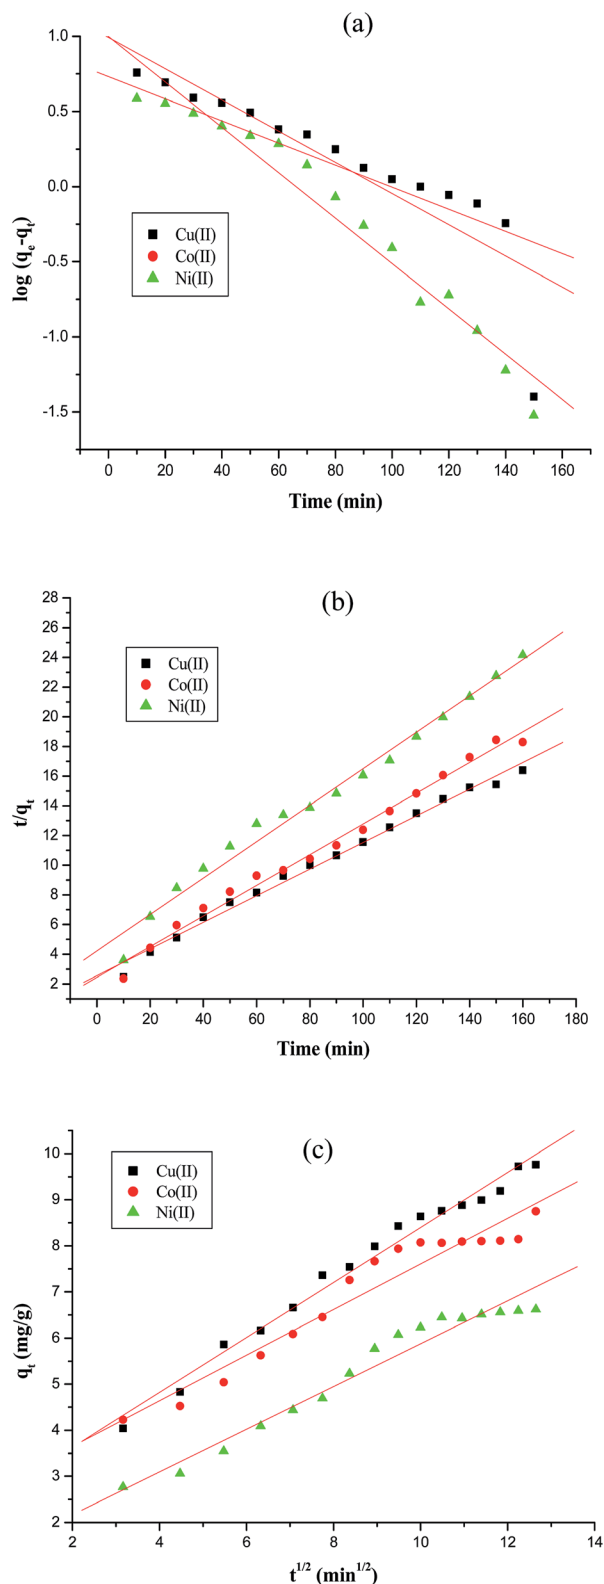 (a)
1.0
0.5
0.0
-0.5
-1.0
-1.5
log (qe-qt)
Cu(II)
Co(II)
Ni(II)
0 20 40 60 80 100 120 140 160
Time (min)
(b)
28
26
24
22
20
18
16
14
12
10
8
6
4
2
t/qt
Cu(II)
Co(II)
Ni(II)
0 20 40 60 80 100 120 140 160 180
Time (min)
(c)
10
9
8
7
6
5
4
3
2
qt (mg/g)
Cu(II)
Co(II)
Ni(II)
2 4 6 8 10 12 14
t1/2 (min1/2)